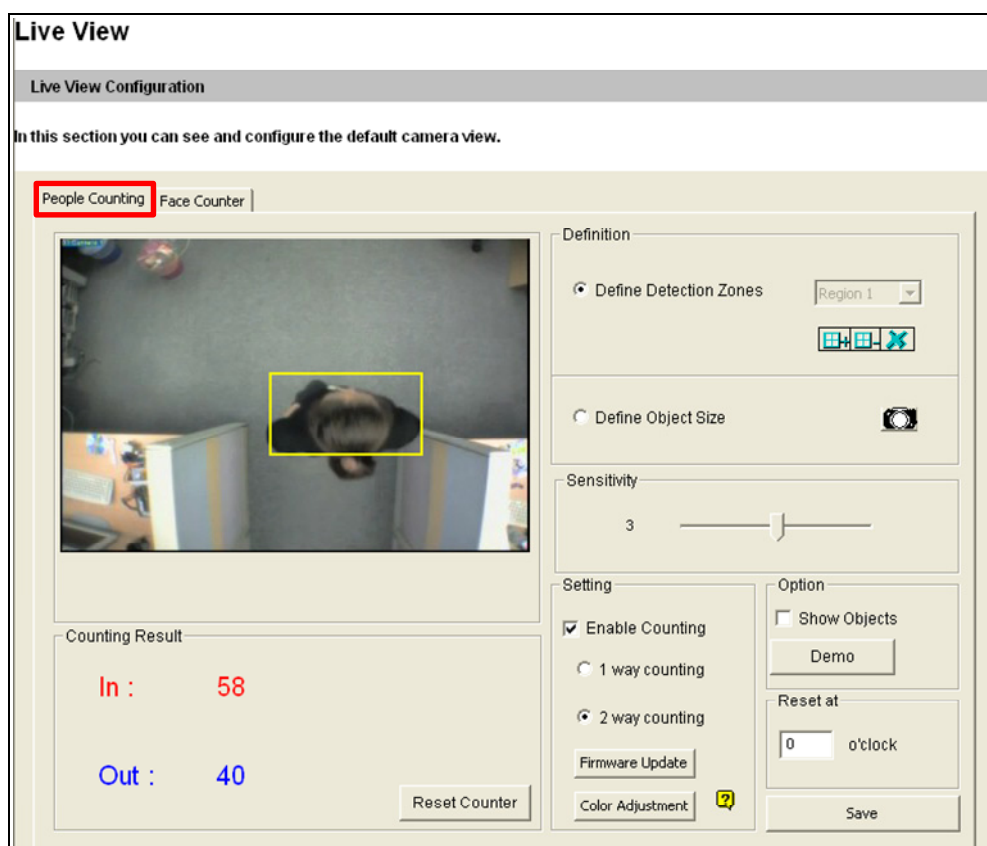 Live View
Live View Configuration
In this section you can see and configure the default camera view.
People Counting
Face Counter
Definition
Define Detection Zones
Region 1
Define Object Size
Sensitivity
3
Setting
Enable Counting
1 way counting
2 way counting
Firmware Update
Color Adjustment
?
Option
Show Objects
Demo
Reset at
0 o'clock
Save
Counting Result
In : 58
Out : 40
Reset Counter